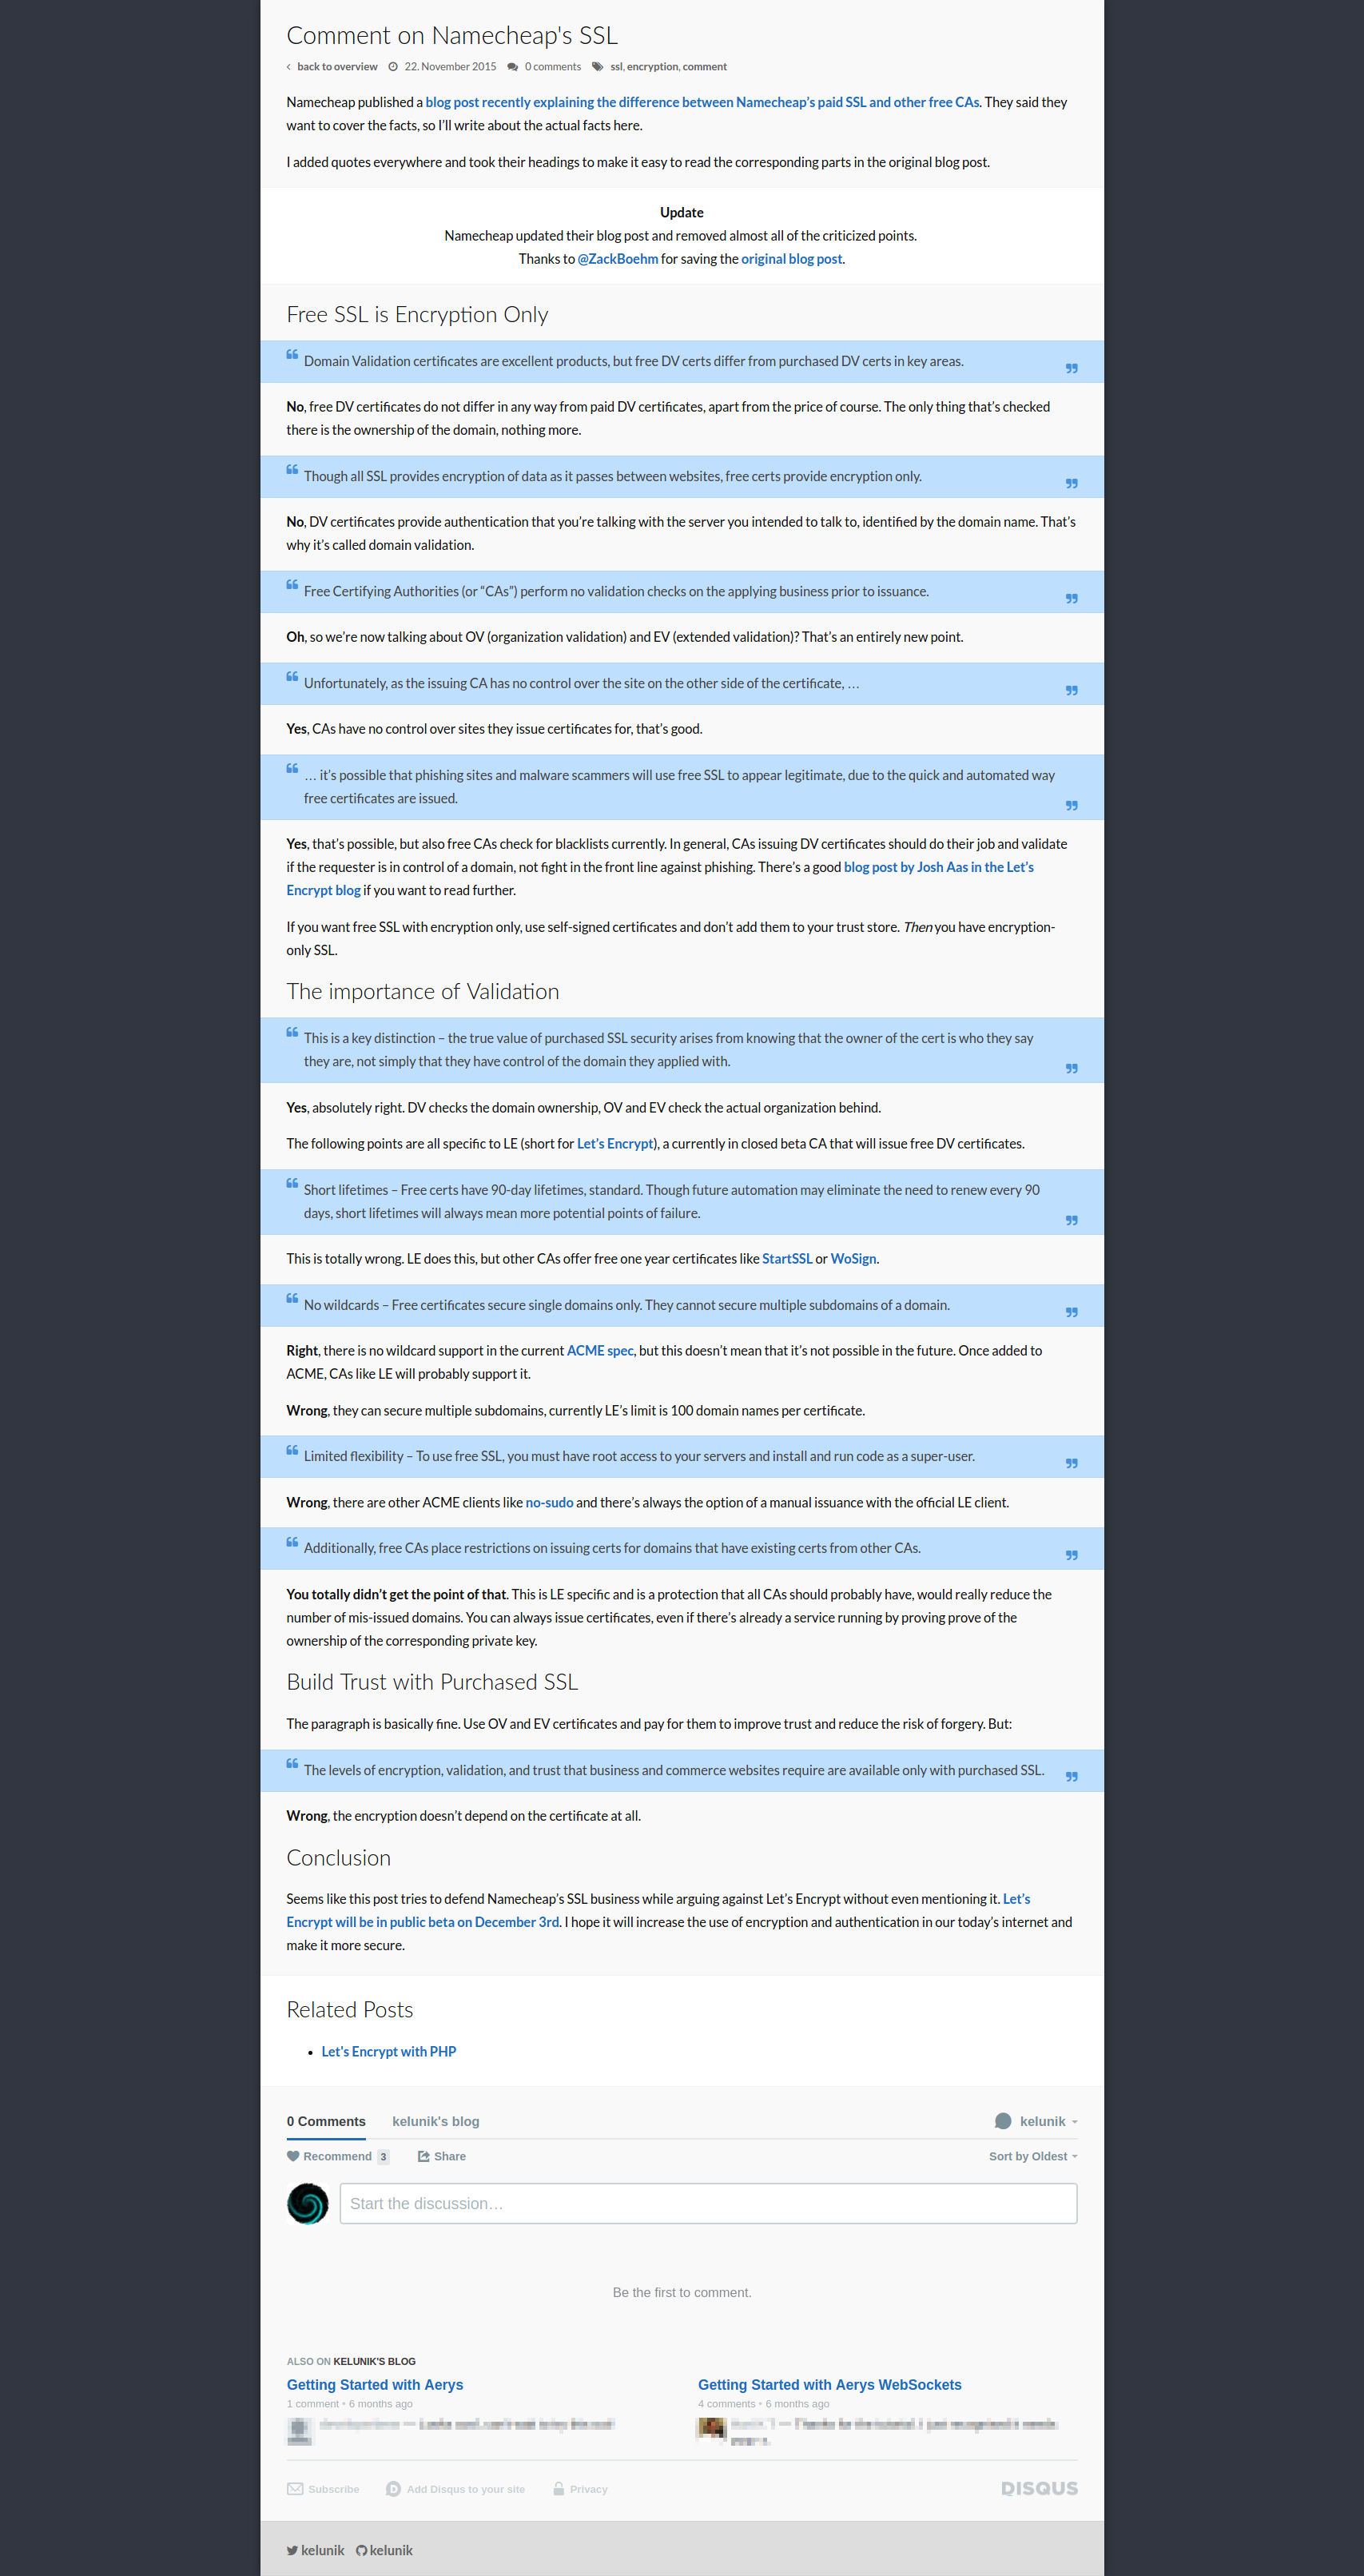 Comment on Namecheap's SSL
back to overview 22. November 2015 0 comments ssl, encryption, comment
Namecheap published a blog post recently explaining the difference between Namecheap’s paid SSL and other free CAs. They said they
want to cover the facts, so I’ll write about the actual facts here.
I added quotes everywhere and took their headings to make it easy to read the corresponding parts in the original blog post.
Update
Namecheap updated their blog post and removed almost all of the criticized points.
Thanks to @ZackBoehm for saving the original blog post.
Free SSL is Encryption Only
Domain Validation certificates are excellent products, but free DV certs differ from purchased DV certs in key areas.
No, free DV certificates do not differ in any way from paid DV certificates, apart from the price of course. The only thing that’s checked
there is the ownership of the domain, nothing more.
Though all SSL provides encryption of data as it passes between websites, free certs provide encryption only.
No, DV certificates provide authentication that you’re talking with the server you intended to talk to, identified by the domain name. That’s
why it’s called domain validation.
Free Certifying Authorities (or “CAs”) perform no validation checks on the applying business prior to issuance.
Oh, so we’re now talking about OV (organization validation) and EV (extended validation)? That’s an entirely new point.
Unfortunately, as the issuing CA has no control over the site on the other side of the certificate, …
Yes, CAs have no control over sites they issue certificates for, that’s good.
… it’s possible that phishing sites and malware scammers will use free SSL to appear legitimate, due to the quick and automated way
free certificates are issued.
Yes, that’s possible, but also free CAs check for blacklists currently. In general, CAs issuing DV certificates should do their job and validate
if the requester is in control of a domain, not fight in the front line against phishing. There’s a good blog post by Josh Aas in the Let’s
Encrypt blog if you want to read further.
If you want free SSL with encryption only, use self-signed certificates and don’t add them to your trust store. Then you have encryption-
only SSL.
The importance of Validation
This is a key distinction – the true value of purchased SSL security arises from knowing that the owner of the cert is who they say
they are, not simply that they have control of the domain they applied with.
Yes, absolutely right. DV checks the domain ownership, OV and EV check the actual organization behind.
The following points are all specific to LE (short for Let’s Encrypt), a currently in closed beta CA that will issue free DV certificates.
Short lifetimes – Free certs have 90-day lifetimes, standard. Though future automation may eliminate the need to renew every 90
days, short lifetimes will always mean more potential points of failure.
This is totally wrong. LE does this, but other CAs offer free one year certificates like StartSSL or WoSign.
No wildcards – Free certificates secure single domains only. They cannot secure multiple subdomains of a domain.
Right, there is no wildcard support in the current ACME spec, but this doesn’t mean that it’s not possible in the future. Once added to
ACME, CAs like LE will probably support it.
Wrong, they can secure multiple subdomains, currently LE’s limit is 100 domain names per certificate.
Limited flexibility – To use free SSL, you must have root access to your servers and install and run code as a super-user.
Wrong, there are other ACME clients like no-sudo and there’s always the option of a manual issuance with the official LE client.
Additionally, free CAs place restrictions on issuing certs for domains that have existing certs from other CAs.
You totally didn’t get the point of that. This is LE specific and is a protection that all CAs should probably have, would really reduce the
number of mis-issued domains. You can always issue certificates, even if there’s already a service running by proving prove of the
ownership of the corresponding private key.
Build Trust with Purchased SSL
The paragraph is basically fine. Use OV and EV certificates and pay for them to improve trust and reduce the risk of forgery. But:
The levels of encryption, validation, and trust that business and commerce websites require are available only with purchased SSL.
Wrong, the encryption doesn’t depend on the certificate at all.
Conclusion
Seems like this post tries to defend Namecheap’s SSL business while arguing against Let’s Encrypt without even mentioning it. Let’s
Encrypt will be in public beta on December 3rd. I hope it will increase the use of encryption and authentication in our today’s internet and
make it more secure.
Related Posts
• Let's Encrypt with PHP
0 Comments kelunik's blog kelunik
Recommend 3 Share Sort by Oldest
Start the discussion…
Be the first to comment.
ALSO ON KELUNIK'S BLOG
Getting Started with Aerys Getting Started with Aerys WebSockets
1 comment • 6 months ago 4 comments • 6 months ago
Subscribe Add Disqus to your site Privacy DISQUS
kelunik kelunik